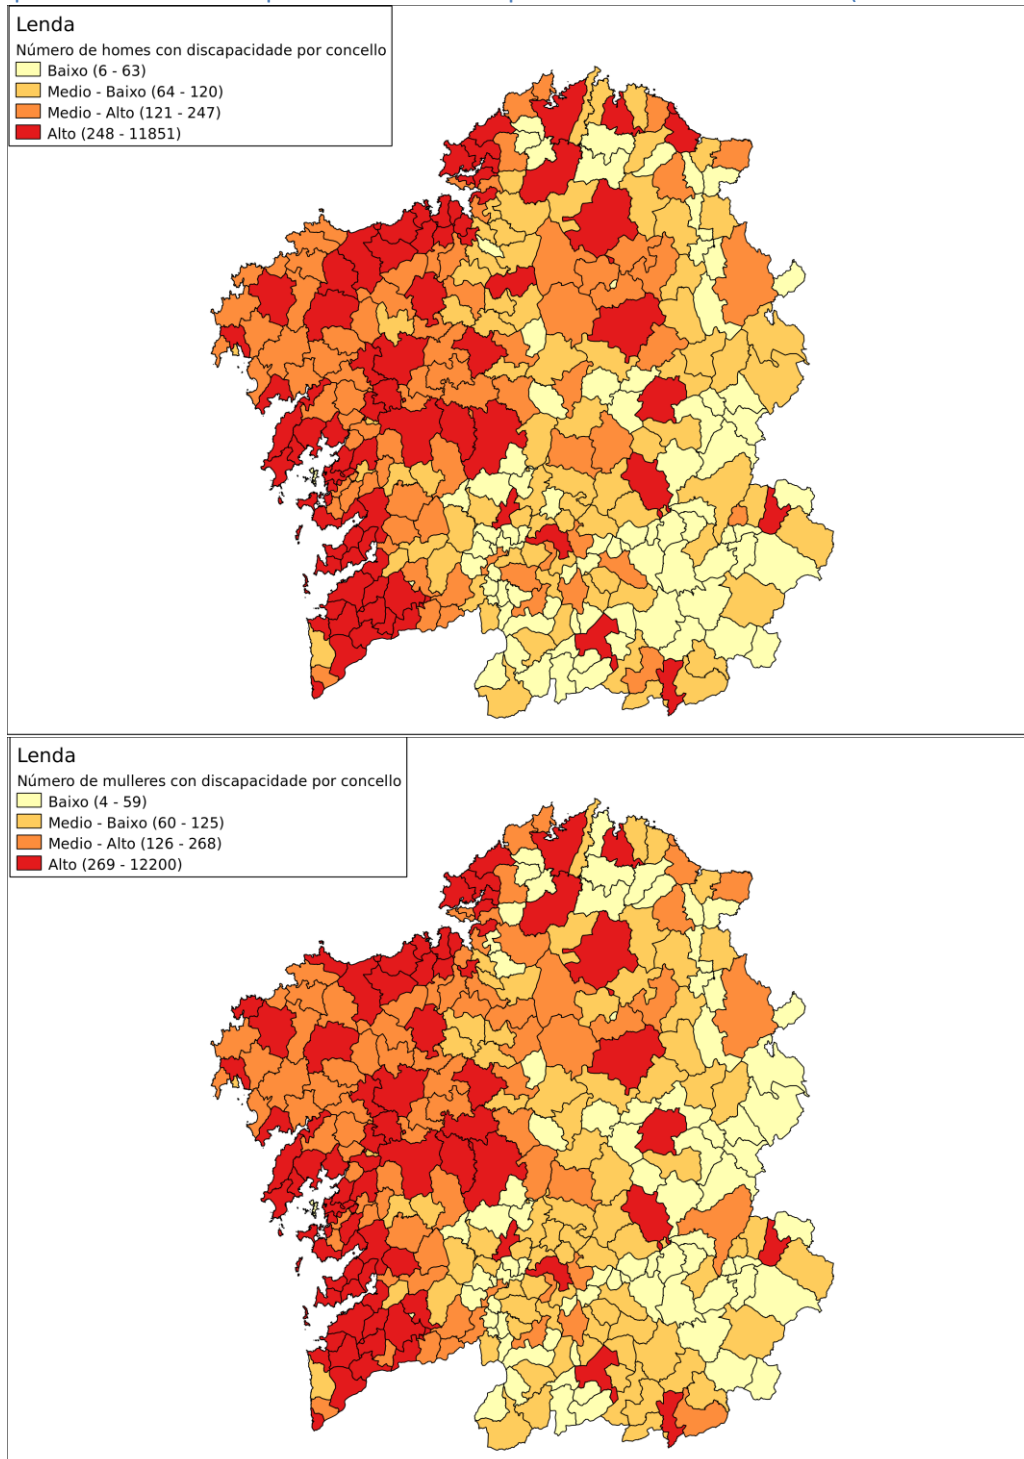 Lenda
Número de homes con discapacidade por concello
Baixo (6 - 63)
Medio - Baixo (64 - 120)
Medio - Alto (121 - 247)
Alto (248 - 11851)
Lenda
Número de mulleres con discapacidade por concello
Baixo (4 - 59)
Medio - Baixo (60 - 125)
Medio - Alto (126 - 268)
Alto (269 - 12200)